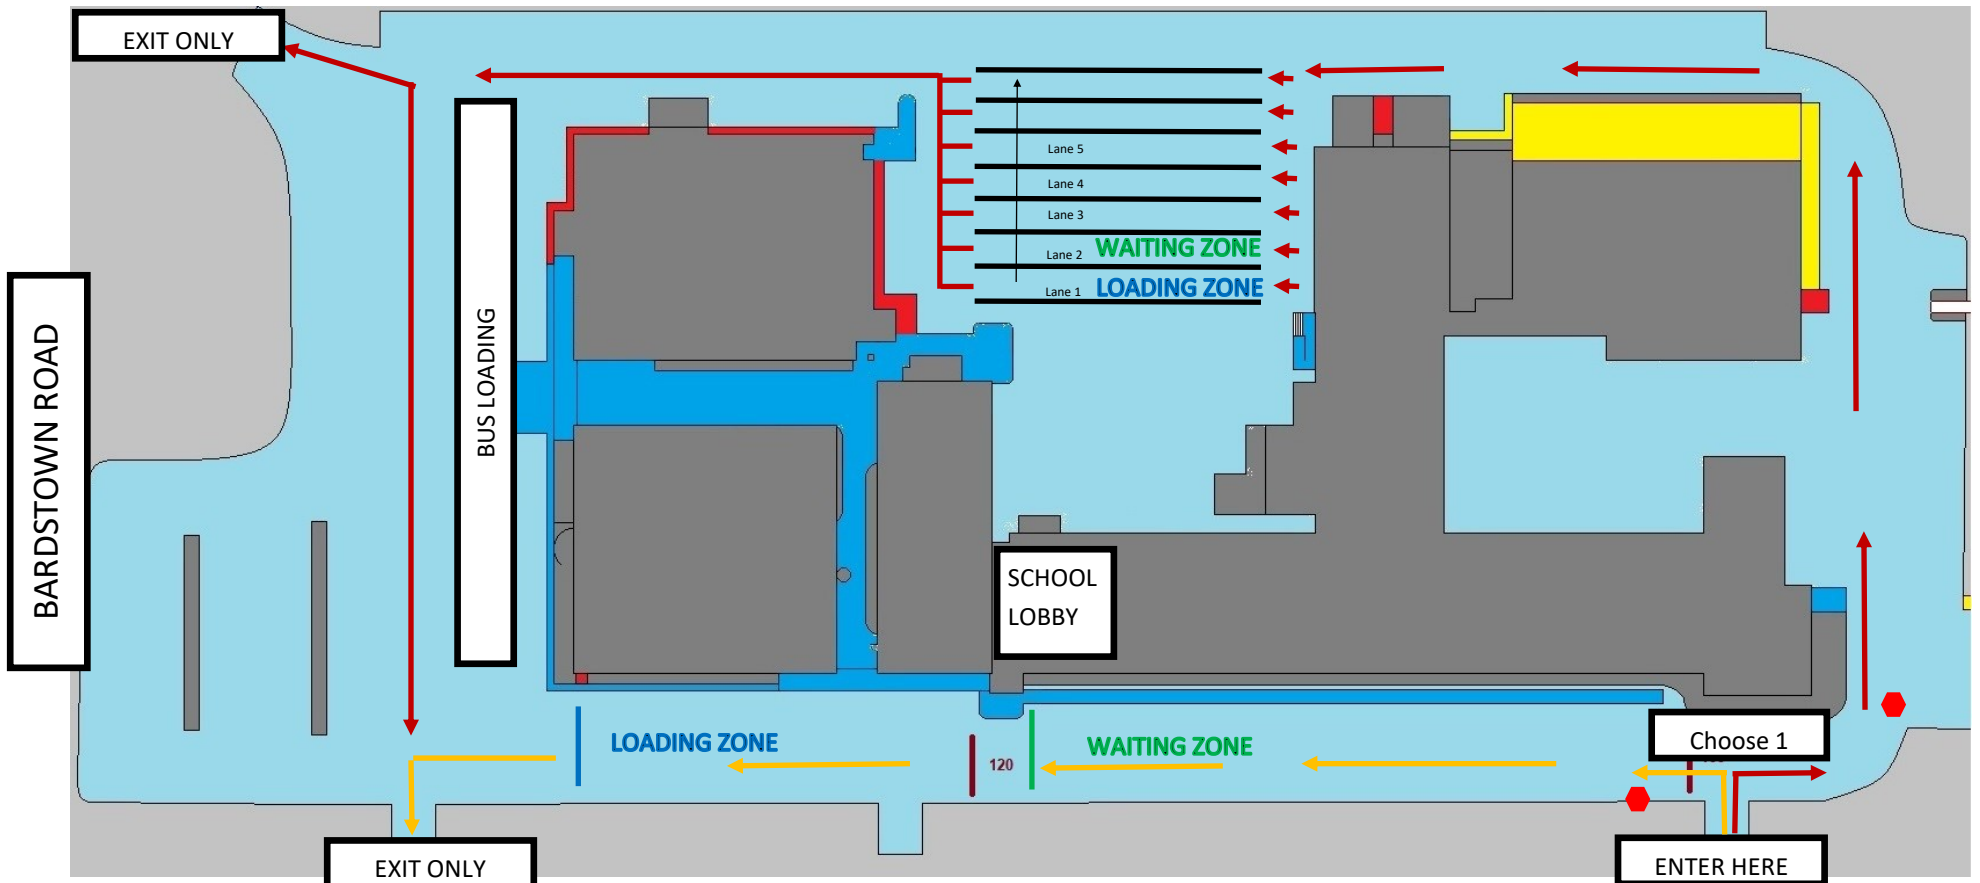 EXIT ONLY
Lane 5
Lane 4
Lane 3
Lane 2 WAITING ZONE
Lane 1 LOADING ZONE
BARDSTOWN ROAD
BUS LOADING
SCHOOL
LOBBY
LOADING ZONE
120
WAITING ZONE
Choose 1
EXIT ONLY
ENTER HERE